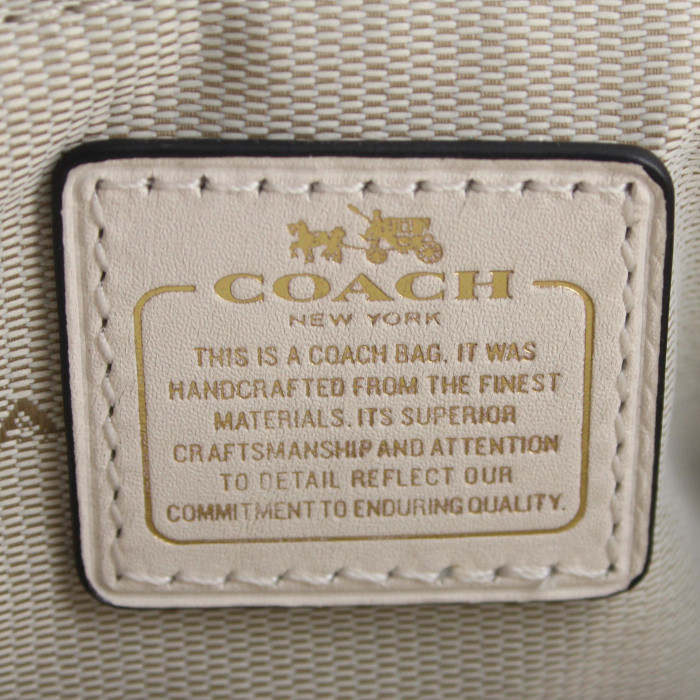 COACH
NEW YORK
THIS IS A COACH BAG. IT WAS
HANDCRAFTED FROM THE FINEST
MATERIALS. ITS SUPERIOR
CRAFTSMANSHIP AND ATTENTION
TO DETAIL REFLECT OUR
COMMITMENT TO ENDURING QUALITY.